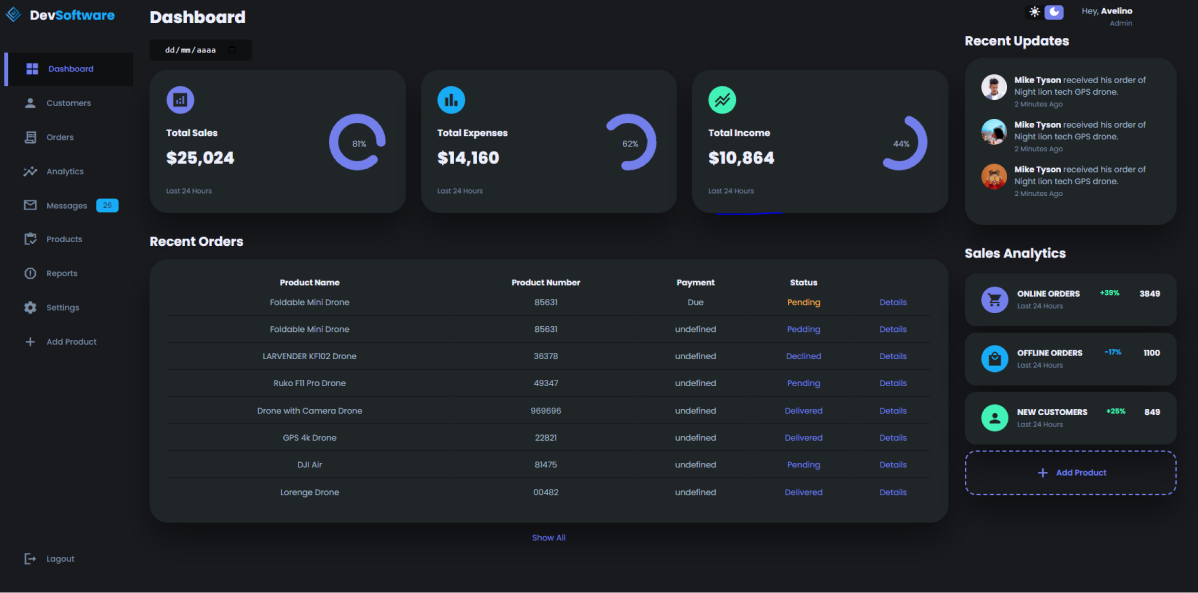 DevSoftware
Dashboard
Customers
Orders
Analytics
Messages 26
Products
Reports
Settings
Add Product
Lagout
Dashboard
dd/mm/aaaa
Total Sales
$25,024
81%
Last 24 Hours
Total Expenses
$14,160
62%
Last 24 Hours
Total Income
$10,864
44%
Last 24 Hours
Recent Orders
Product Name Product Number Payment Status
Foldable Mini Drone 85631 Due Pending Details
Foldable Mini Drone 85631 undefined Pedding Details
LARVENDER KF102 Drone 36378 undefined Declined Details
Ruko F11 Pro Drone 49347 undefined Pending Details
Drone with Camera Drone 969696 undefined Delivered Details
GPS 4k Drone 22821 undefined Delivered Details
DJI Air 81475 undefined Pending Details
Lorenge Drone 00482 undefined Delivered Details
Show All
Hey, Avelino
Admin
Recent Updates
Mike Tyson received his order of
Night lion tech GPS drone.
2 Minutes Ago
Mike Tyson received his order of
Night lion tech GPS drone.
2 Minutes Ago
Mike Tyson received his order of
Night lion tech GPS drone.
2 Minutes Ago
Sales Analytics
ONLINE ORDERS +39% 3849
Last 24 Hours
OFFLINE ORDERS -17% 1100
Last 24 Hours
NEW CUSTOMERS +25% 849
Last 24 Hours
Add Product